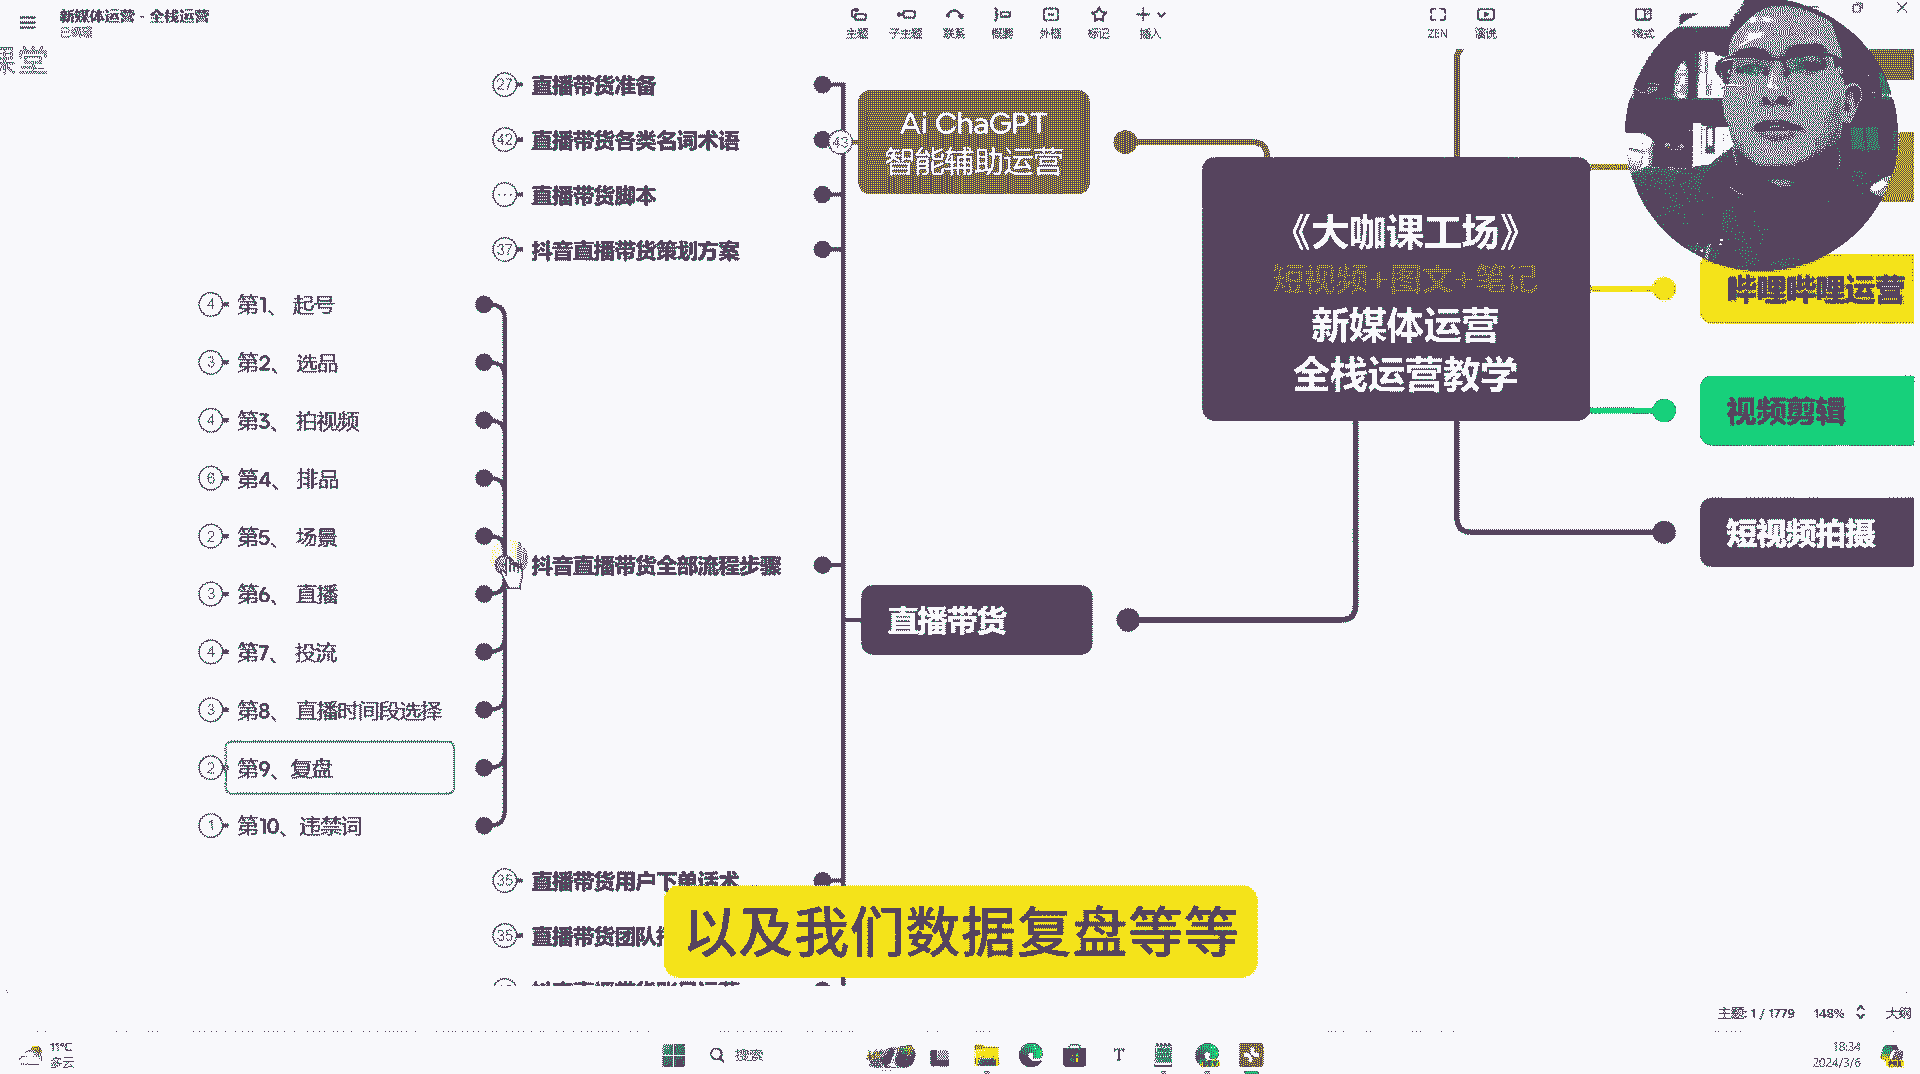 新媒体运营 - 全栈运营
已编辑
课堂
主题
子主题
联系
概要
外框
标记
插入
ZEN
演说
格式
27
直播带货准备
42
直播带货各类名词术语
直播带货脚本
37
抖音直播带货策划方案
43
Ai ChaGPT
智能辅助运营
《大咖课工场》
短视频+图文+笔记
新媒体运营
全栈运营教学
哔哩哔哩运营
视频剪辑
短视频拍摄
4
第1、 起号
3
第2、 选品
4
第3、 拍视频
6
第4、 排品
2
第5、 场景
抖音直播带货全部流程步骤
3
第6、 直播
直播带货
4
第7、 投流
3
第8、 直播时间段选择
2
第9、复盘
1
第10、违禁词
35
直播带货用户下单话术
35
直播带货团队
以及我们数据复盘等等
主题: 1 / 1779
148%
大纲
11°C
多云
搜索
18:34
2024/3/6